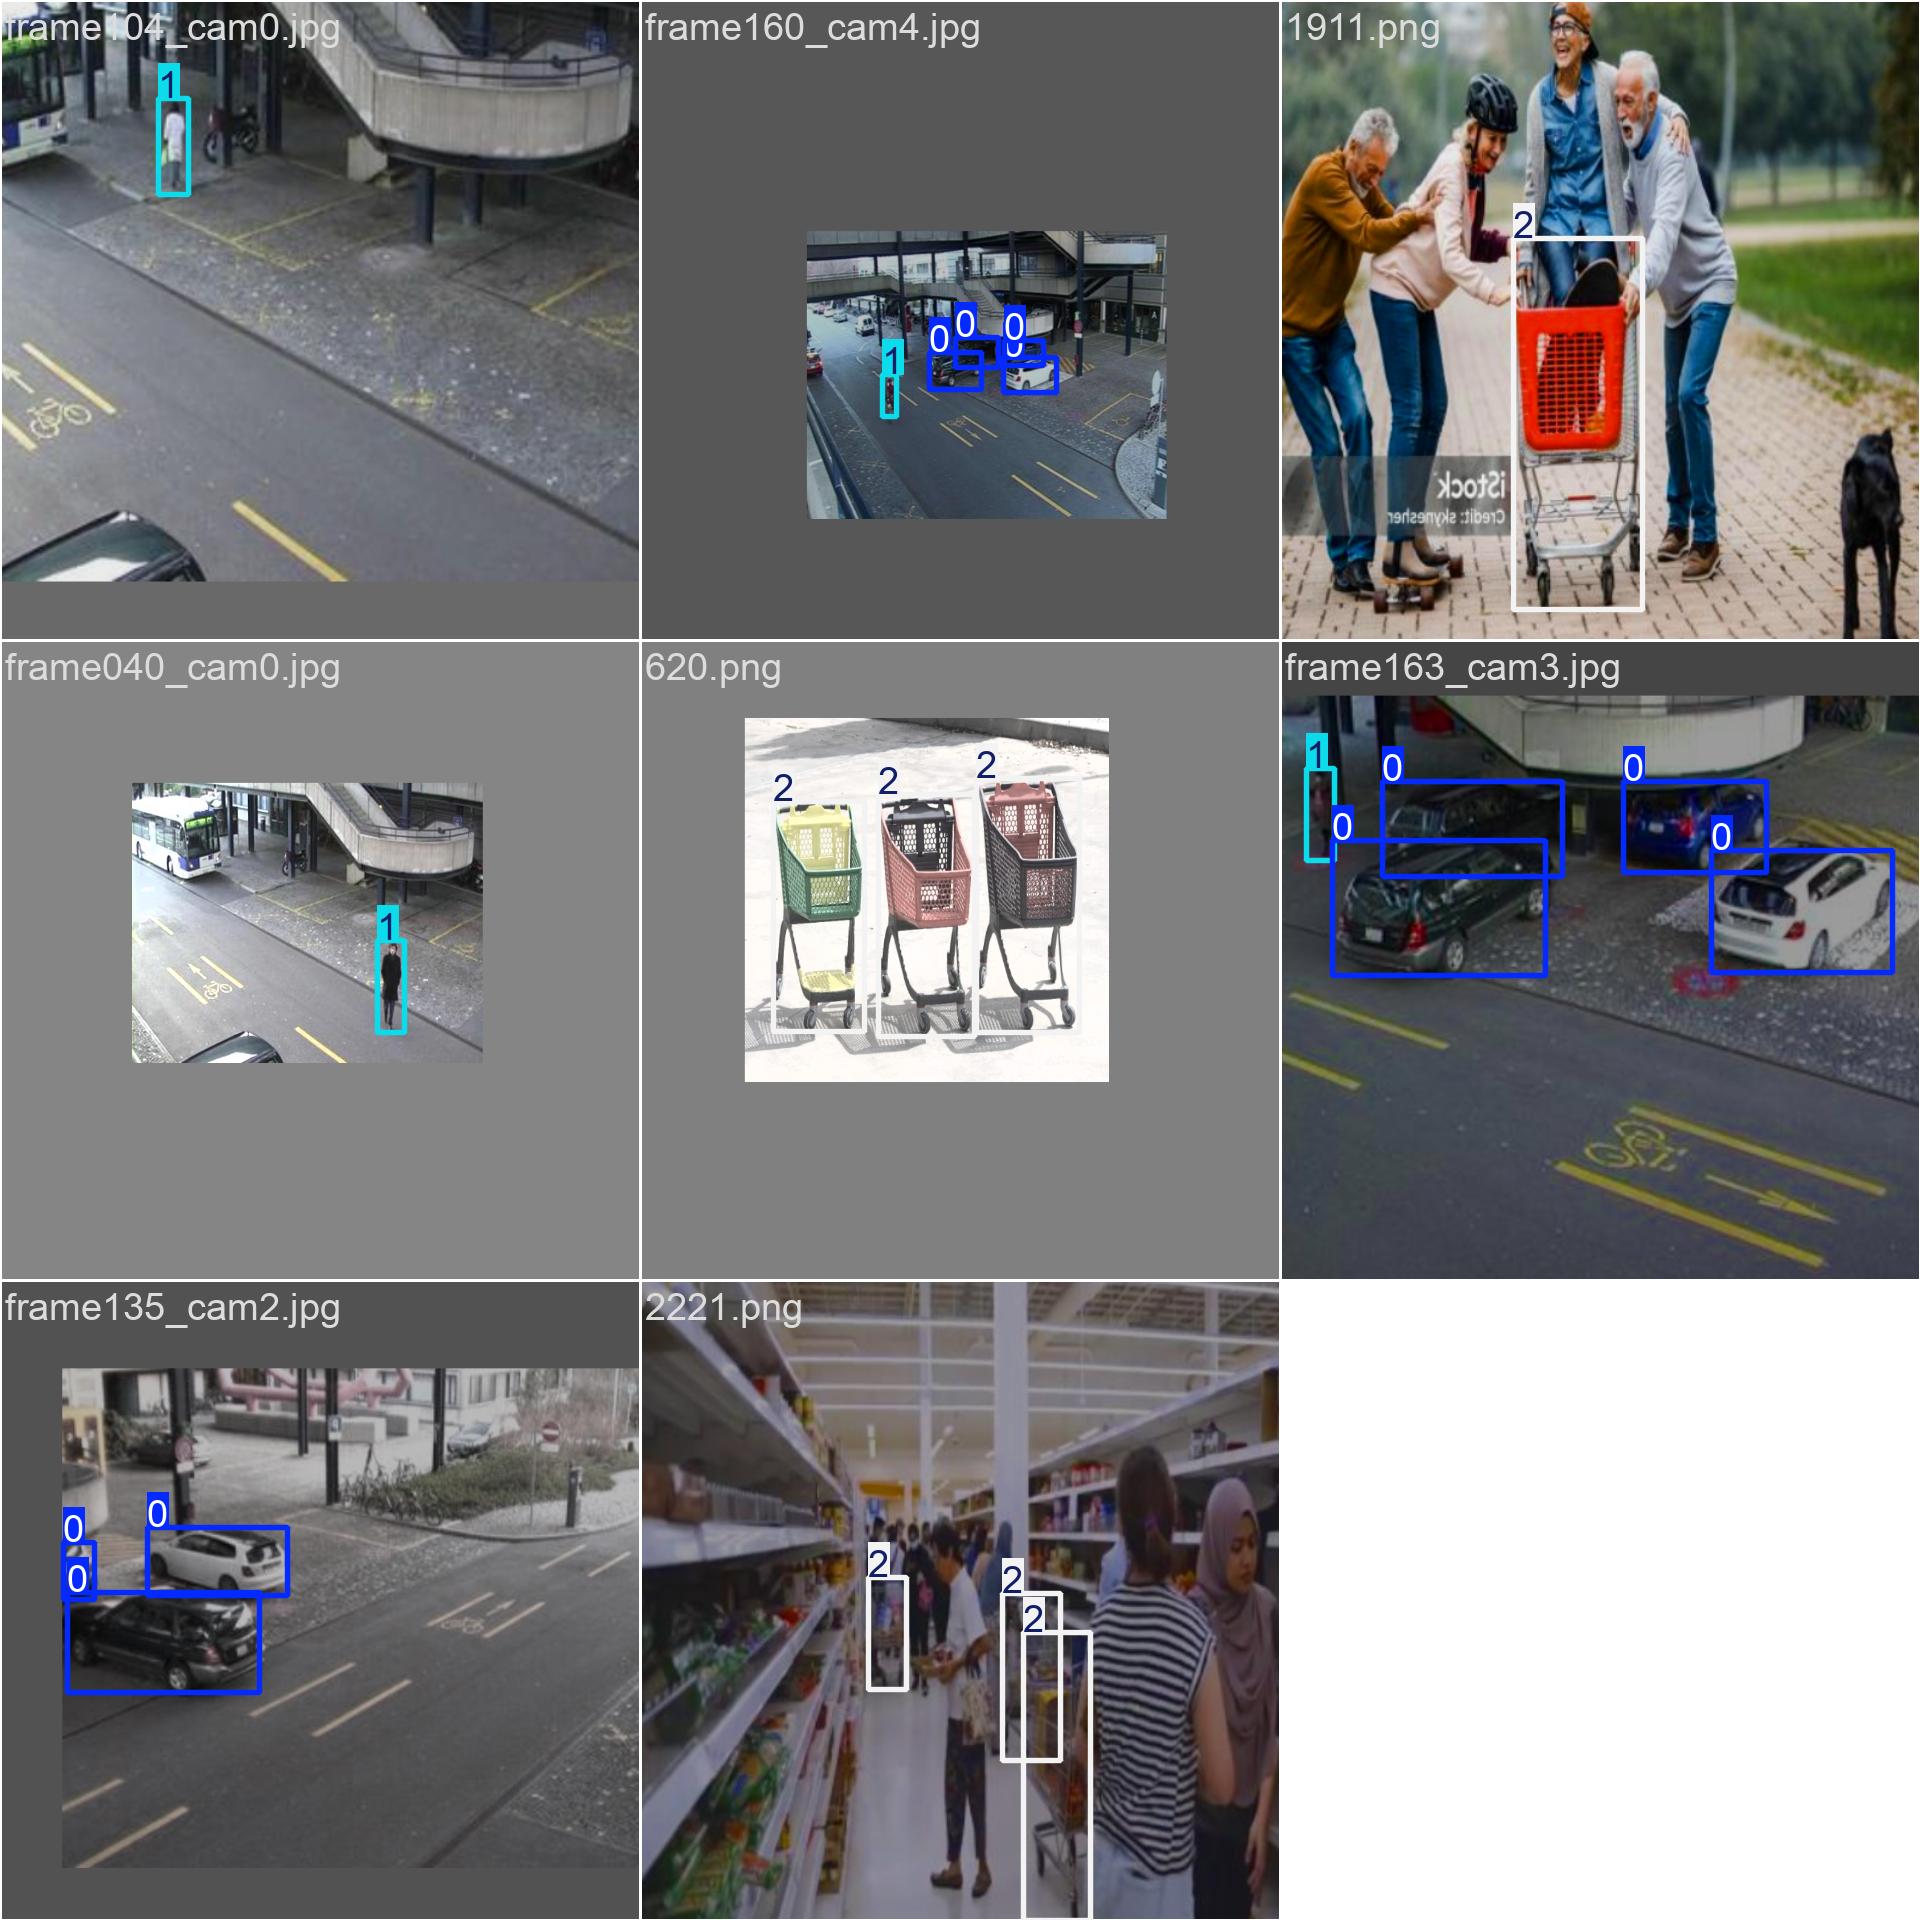 frame104_cam0.jpg
1
frame160_cam4.jpg
0
0
0
0
1
1911.png
2
iStock
Credit: skynesher
frame040_cam0.jpg
1
620.png
2
2
2
frame163_cam3.jpg
1
0
0
0
0
frame135_cam2.jpg
0
0
0
2221.png
2
2
2